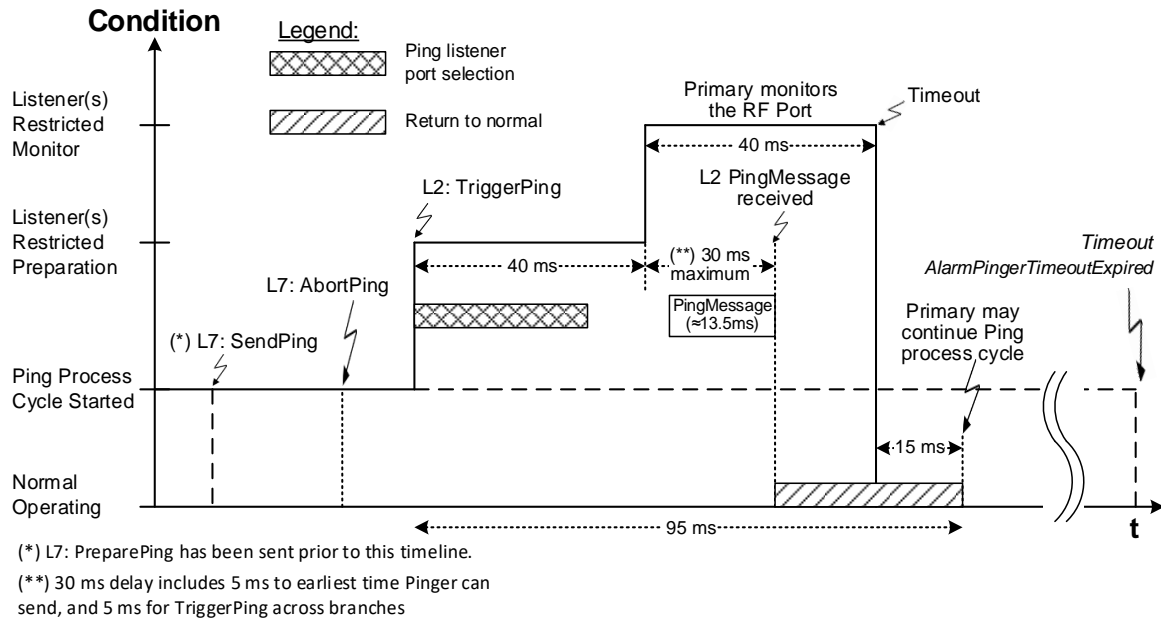 Condition
Legend:
Ping listener
port selection
Return to normal
Listener(s)
Restricted
Monitor
Primary monitors
the RF Port
Timeout
40 ms
L2: TriggerPing
L2 PingMessage
received
Listener(s)
Restricted
Preparation
40 ms
(**) 30 ms
maximum
Timeout
AlarmPingerTimeoutExpired
L7: AbortPing
PingMessage
(≈13.5ms)
Primary may
continue Ping
process cycle
(*) L7: SendPing
Ping Process
Cycle Started
15 ms
Normal
Operating
95 ms
t
(*) L7: PreparePing has been sent prior to this timeline.
(**) 30 ms delay includes 5 ms to earliest time Pinger can
send, and 5 ms for TriggerPing across branches